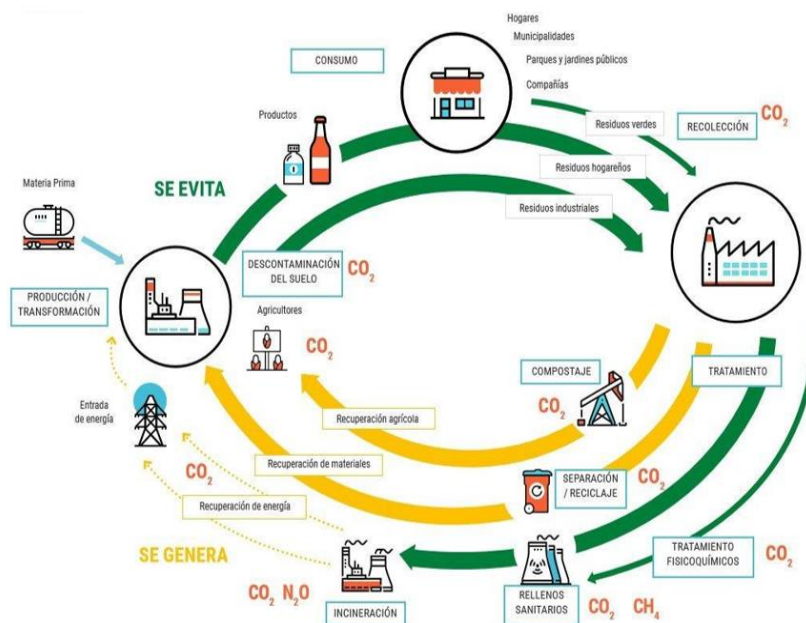 Hogares
Municipalidades
CONSUMO
Parques y jardines públicos
Compañías
Productos
Residuos verdes
RECOLECCIÓN
CO2
Residuos hogareños
Materia Prima
SE EVITA
Residuos industriales
DESCONTAMINACIÓN
DEL SUELO
CO2
PRODUCCIÓN /
TRANSFORMACIÓN
Agricultores
CO2
COMPOSTAJE
TRATAMIENTO
CO2
Entrada
de energía
Recuperación agrícola
Recuperación de materiales
CO2
SEPARACIÓN
/ RECICLAJE
CO2
Recuperación de energía
SE GENERA
TRATAMIENTO
FISICOQUÍMICOS
CO2
CO2 N2O
INCINERACIÓN
RELLENOS
SANITARIOS
CO2 CH4